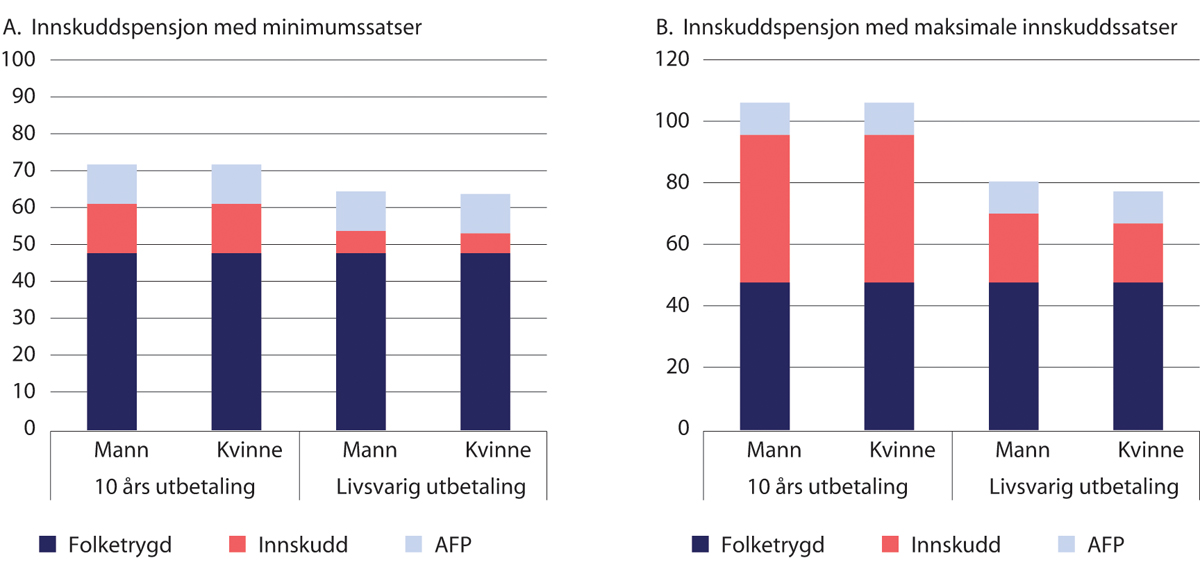 A. Innskuddspensjon med minimumssatser
100
90
80
70
60
50
40
30
20
10
0
Mann Kvinne Mann Kvinne
10 års utbetaling Livsvarig utbetaling
Folketrygd Innskudd AFP
B. Innskuddspensjon med maksimale innskuddssatser
120
100
80
60
40
20
0
Mann Kvinne Mann Kvinne
10 års utbetaling Livsvarig utbetaling
Folketrygd Innskudd AFP